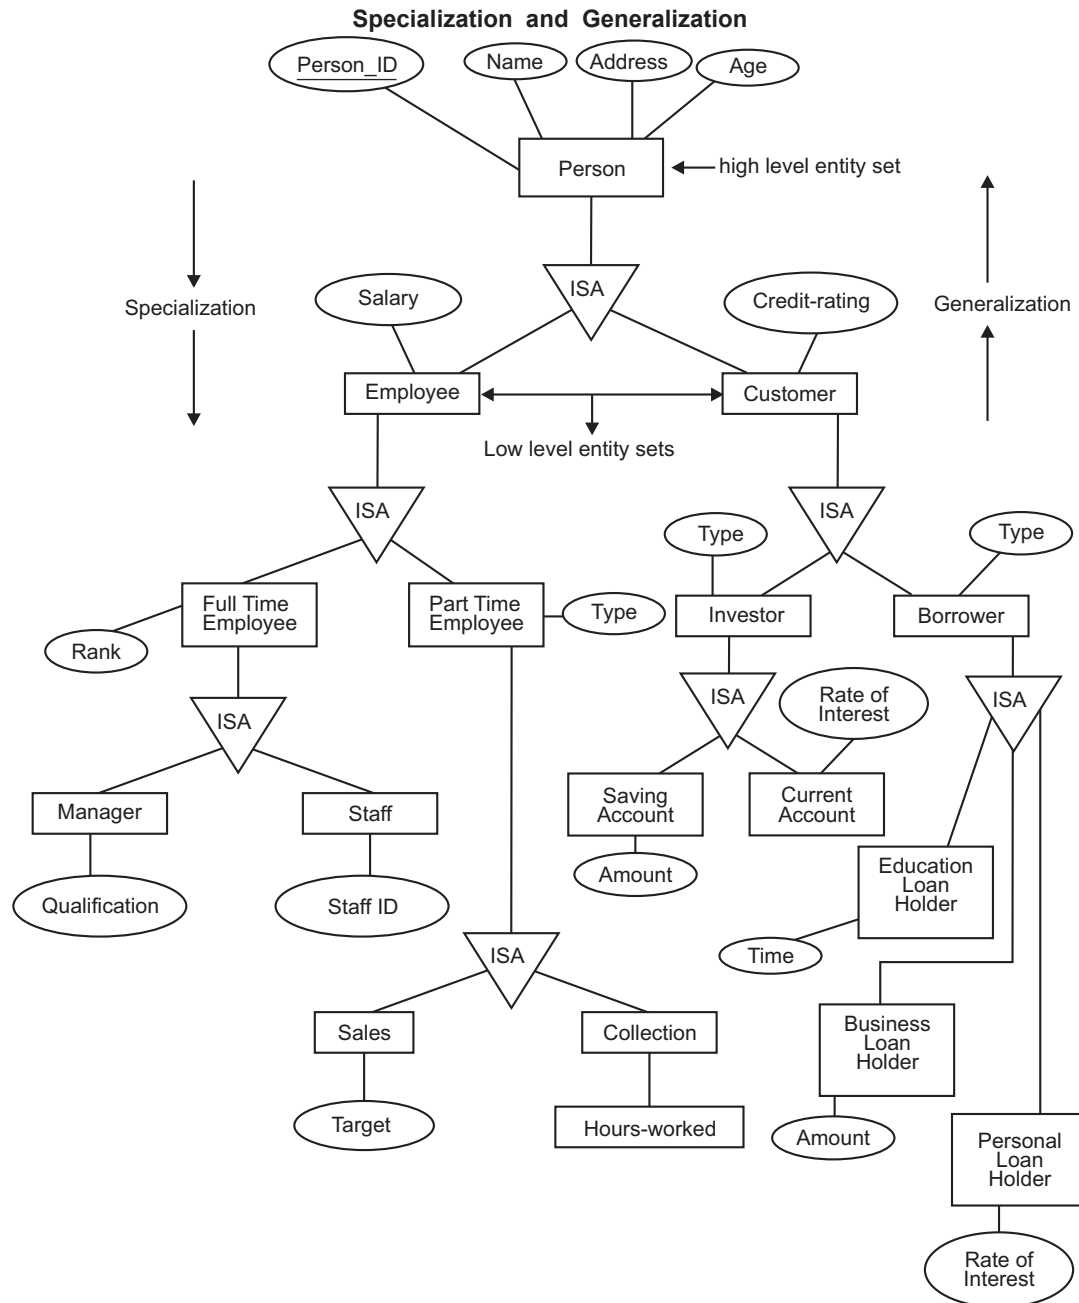 Specialization and Generalization
Person_ID
Name
Address
Age
Person
high level entity set
Specialization
Generalization
ISA
Salary
Credit-rating
Employee
Customer
Low level entity sets
ISA
ISA
Type
Type
Full Time
Employee
Part Time
Employee
Type
Investor
Borrower
Rank
ISA
ISA
Rate of
Interest
ISA
Manager
Staff
Saving
Account
Current
Account
Qualification
Staff ID
Amount
Education
Loan
Holder
ISA
Time
Sales
Collection
Business
Loan
Holder
Target
Hours-worked
Amount
Personal
Loan
Holder
Rate of
Interest